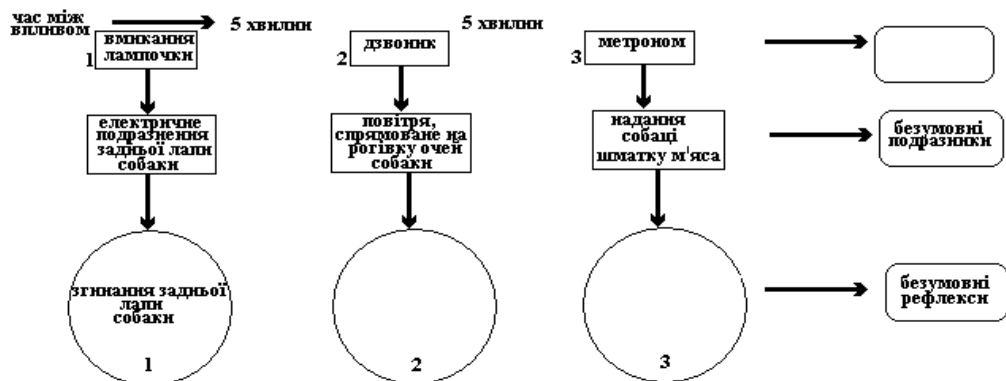 час між
впливом
5 хвилини
5 хвилини
1
вмикання
лампочки
2
дзвоник
3
метроном
електричне
подразнення
задньої лапи
собаки
повітря,
спрямоване на
рогівку очей
собаки
надання
собаці
шматку м'яса
безумовні
подразники
згинання задньої
лапи
собаки
1
2
3
безумовні
рефлекси